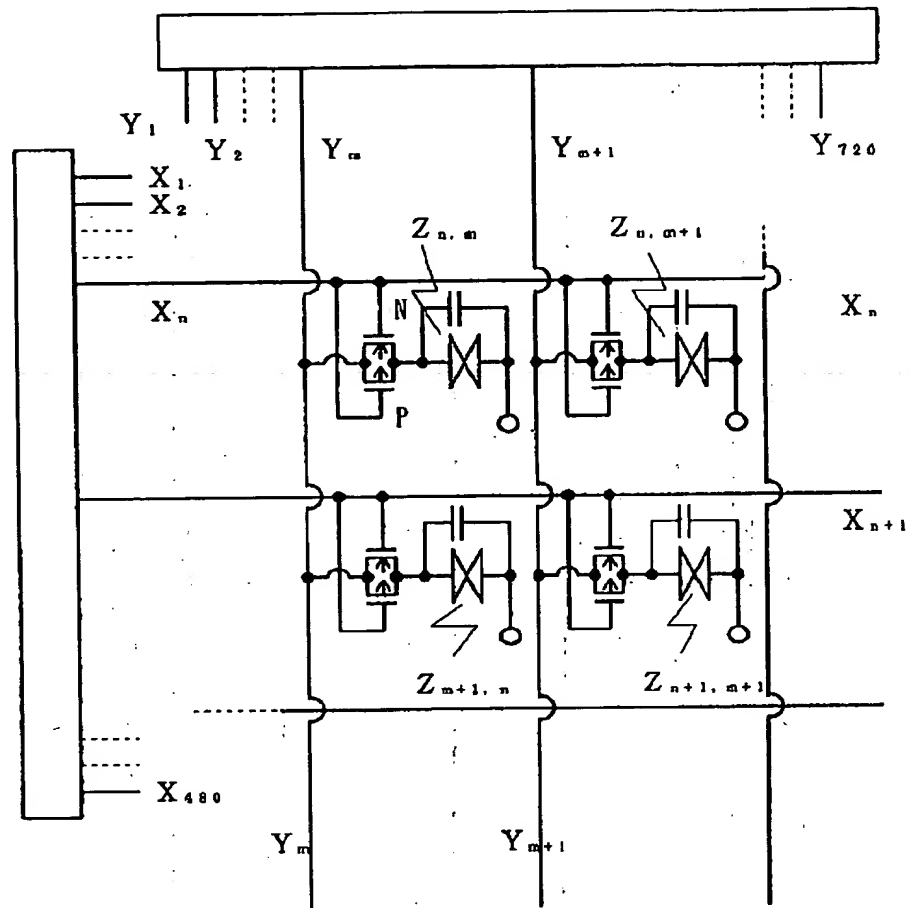 Y1
Y2
Ym
Ym+1
Y720
X1
X2
Zn,m
Zn,m+1
Xn
N
Xn
P
Xn+1
Zm+1,n
Zn+1,m+1
X480
Ym
Ym+1